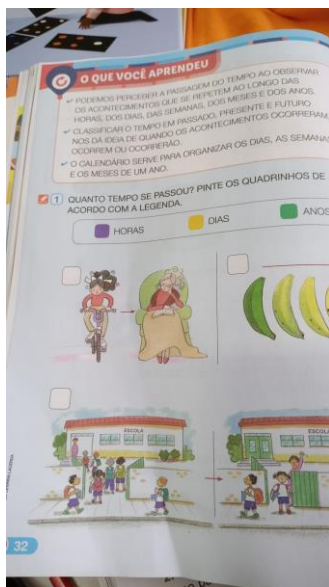 O QUE VOCÊ APRENDEU
PODEMOS PERCEBER A PASSAGEM DO TEMPO AO OBSERVAR
OS ACONTECIMENTOS QUE SE REPETEM AO LONGO DAS
HORAS, DOS DIAS, DAS SEMANAS, DOS MESES E DOS ANOS.
CLASSIFICAR O TEMPO EM PASSADO, PRESENTE E FUTURO
NOS DÁ IDEIA DE QUANDO OS ACONTECIMENTOS OCORRERAM,
OCORREM OU OCORRERÃO.
O CALENDÁRIO SERVE PARA ORGANIZAR OS DIAS, AS SEMANAS
E OS MESES DE UM ANO.
1 QUANTO TEMPO SE PASSOU? PINTE OS QUADRINHOS DE
ACORDO COM A LEGENDA.
HORAS DIAS ANOS
ESCOLA ESCOLA
32